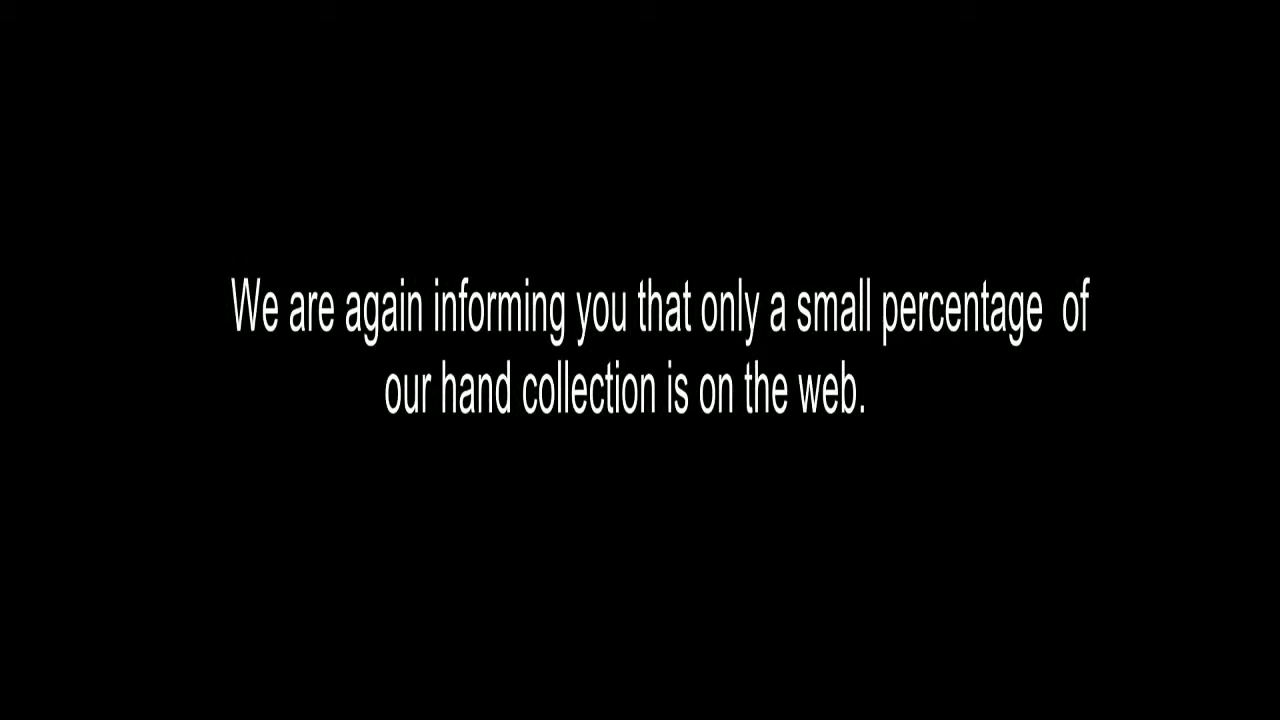 We are again informing you that only a small percentage  of
our hand collection is on the web.